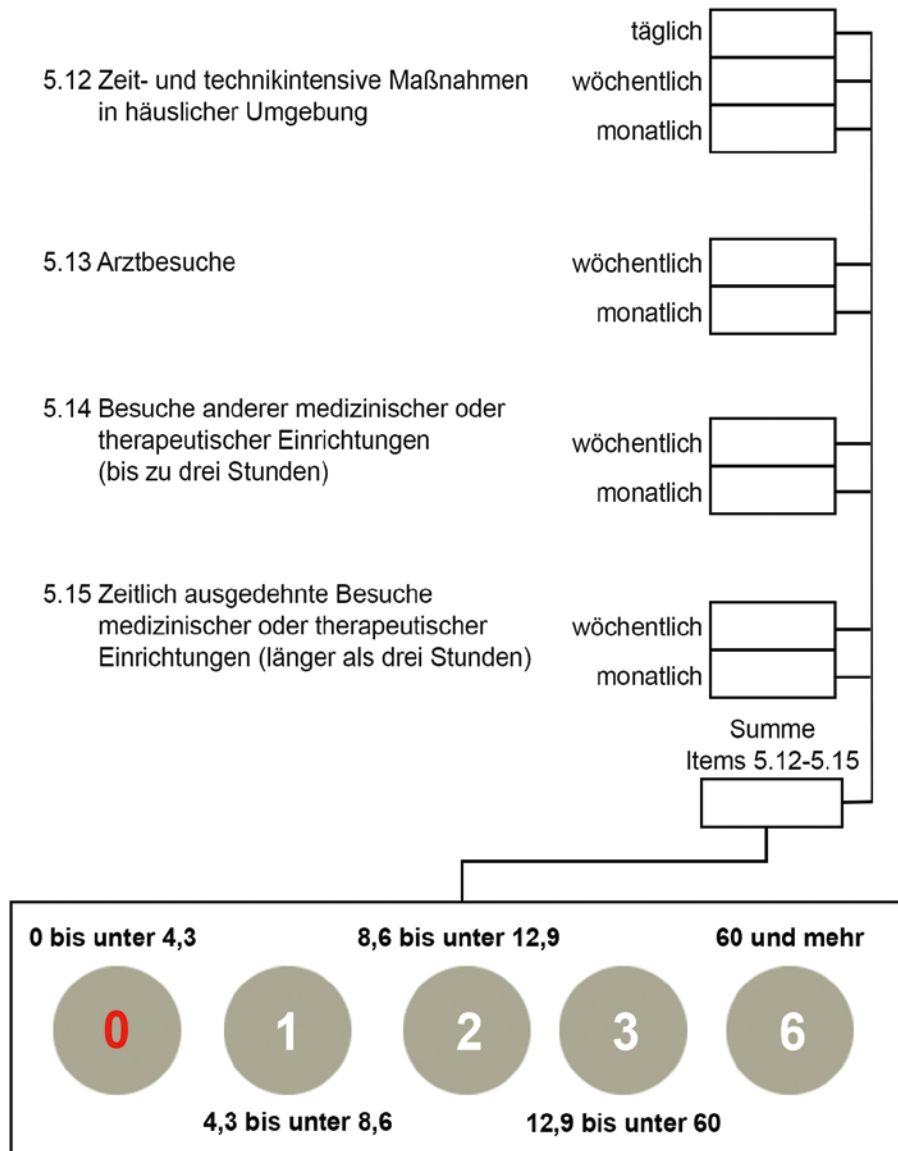 täglich
5.12 Zeit- und technikintensive Maßnahmen
in häuslicher Umgebung
wöchentlich
monatlich
5.13 Arztbesuche
wöchentlich
monatlich
5.14 Besuche anderer medizinischer oder
therapeutischer Einrichtungen
(bis zu drei Stunden)
wöchentlich
monatlich
5.15 Zeitlich ausgedehnte Besuche
medizinischer oder therapeutischer
Einrichtungen (länger als drei Stunden)
wöchentlich
monatlich
Summe
Items 5.12-5.15
0 bis unter 4,3 8,6 bis unter 12,9 60 und mehr
0 1 2 3 6
4,3 bis unter 8,6 12,9 bis unter 60